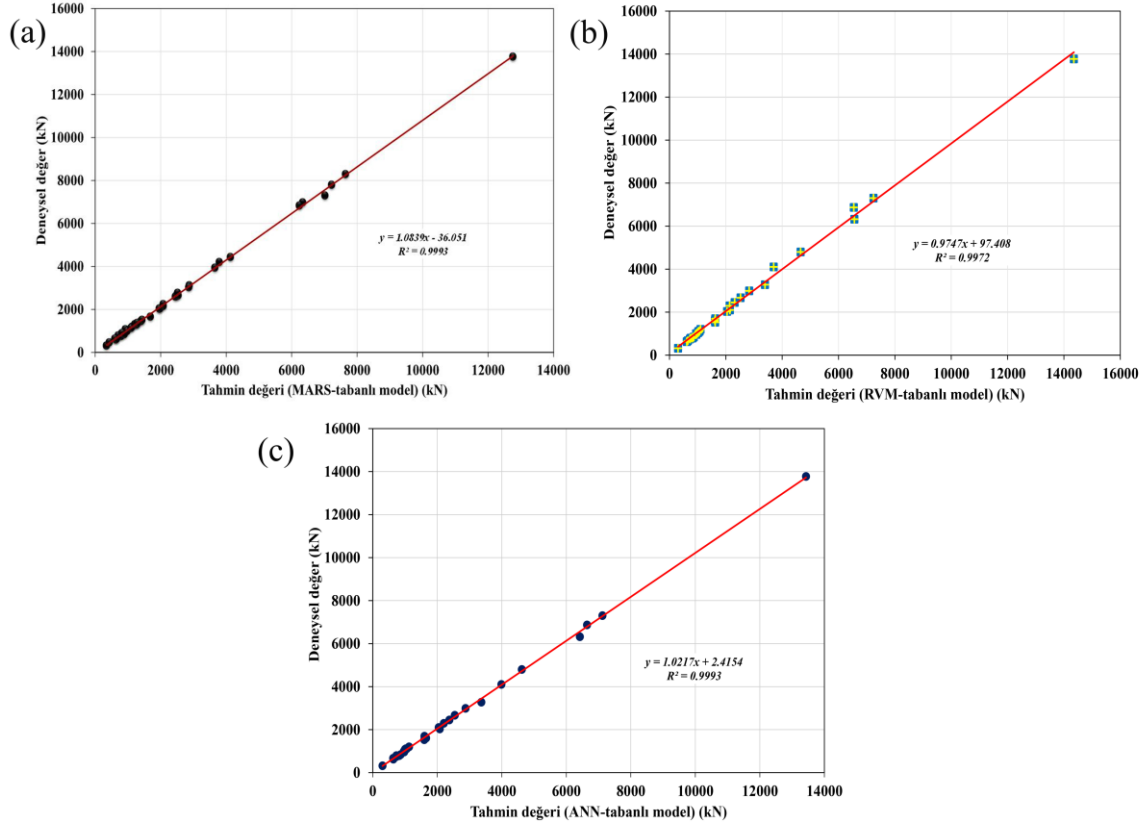 (a)
16000
14000
12000
10000
8000
6000
4000
2000
0
Deneysel değer (kN)
y = 1.0839x - 36.051
R² = 0.9993
0 2000 4000 6000 8000 10000 12000 14000
Tahmin değeri (MARS-tabanlı model) (kN)
(b)
16000
14000
12000
10000
8000
6000
4000
2000
0
Deneysel değer (kN)
y = 0.9747x + 97.408
R² = 0.9972
0 2000 4000 6000 8000 10000 12000 14000 16000
Tahmin değeri (RVM-tabanlı model) (kN)
(c)
16000
14000
12000
10000
8000
6000
4000
2000
0
Deneysel değer (kN)
y = 1.0217x + 2.4154
R² = 0.9993
0 2000 4000 6000 8000 10000 12000 14000
Tahmin değeri (ANN-tabanlı model) (kN)